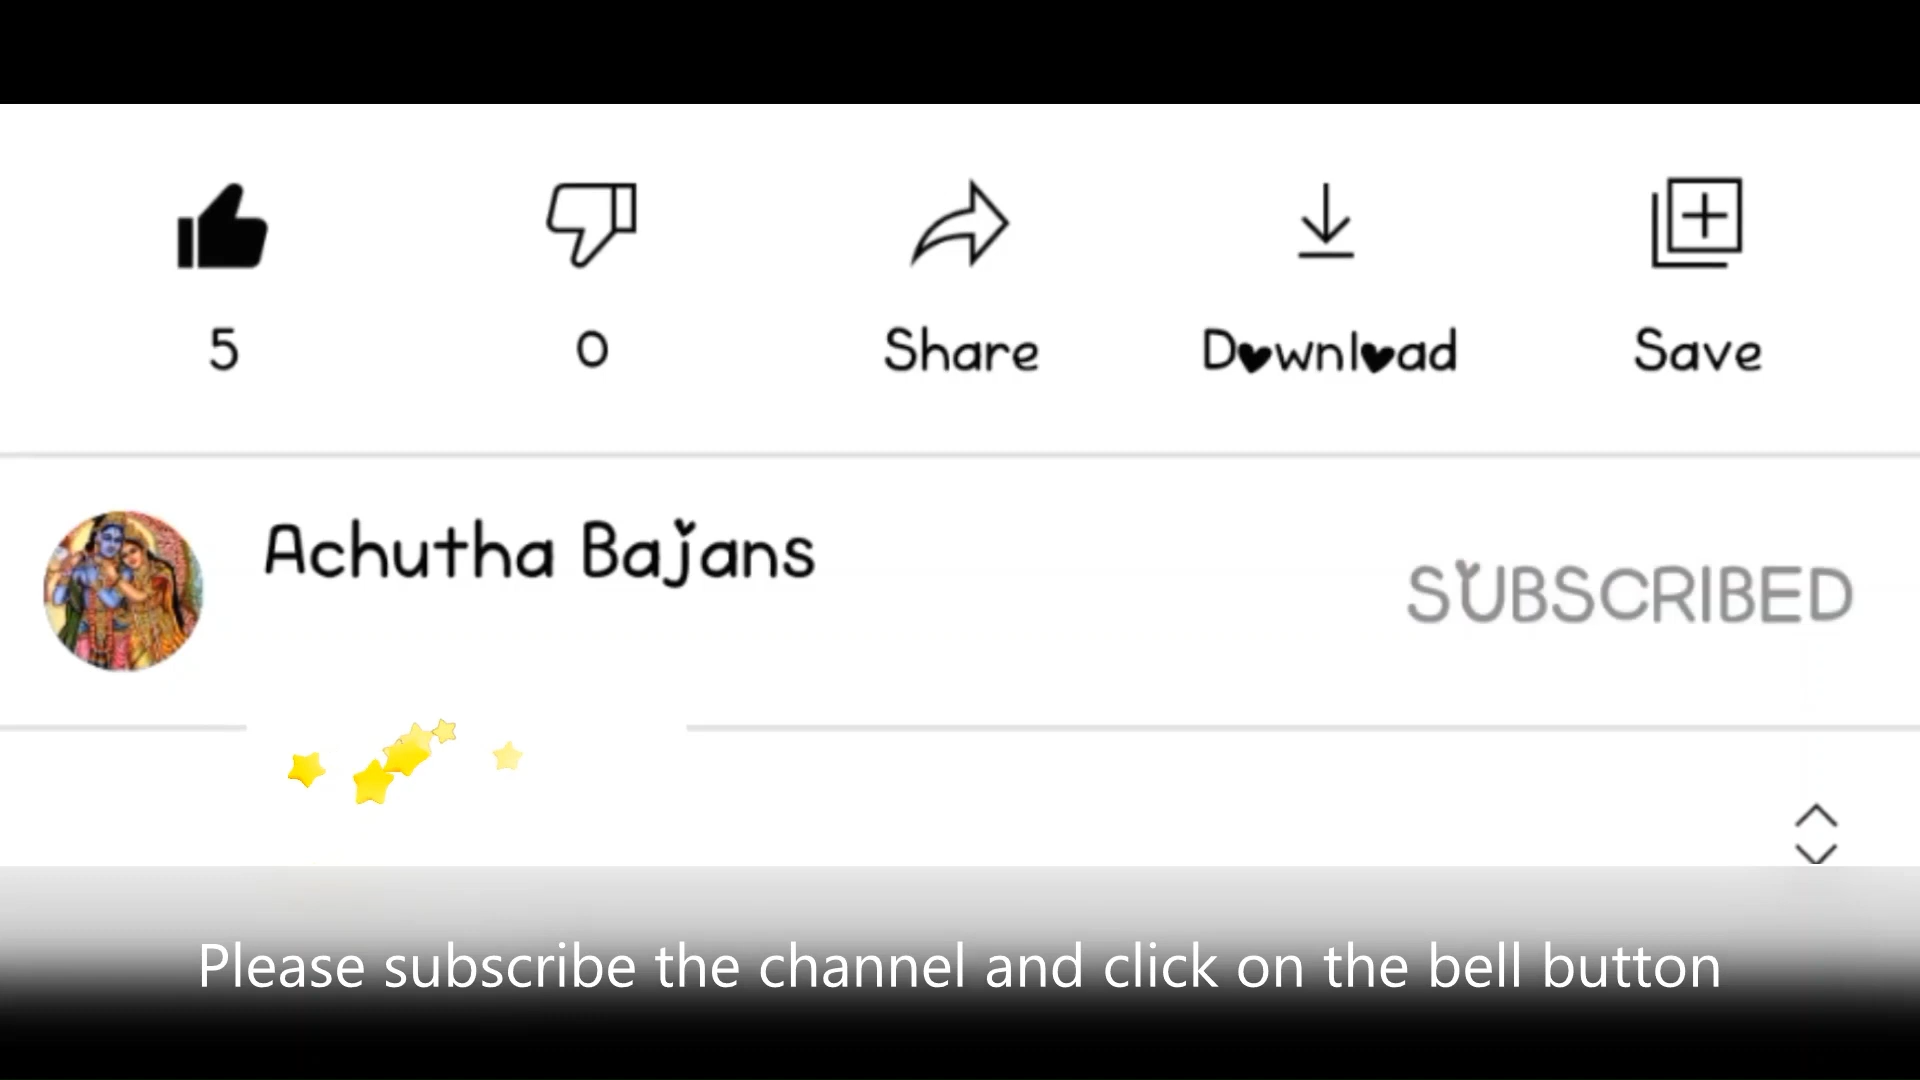 5
0
Share
Download
Save
Achutha Bajans
SUBSCRIBED
Please subscribe the channel and click on the bell button